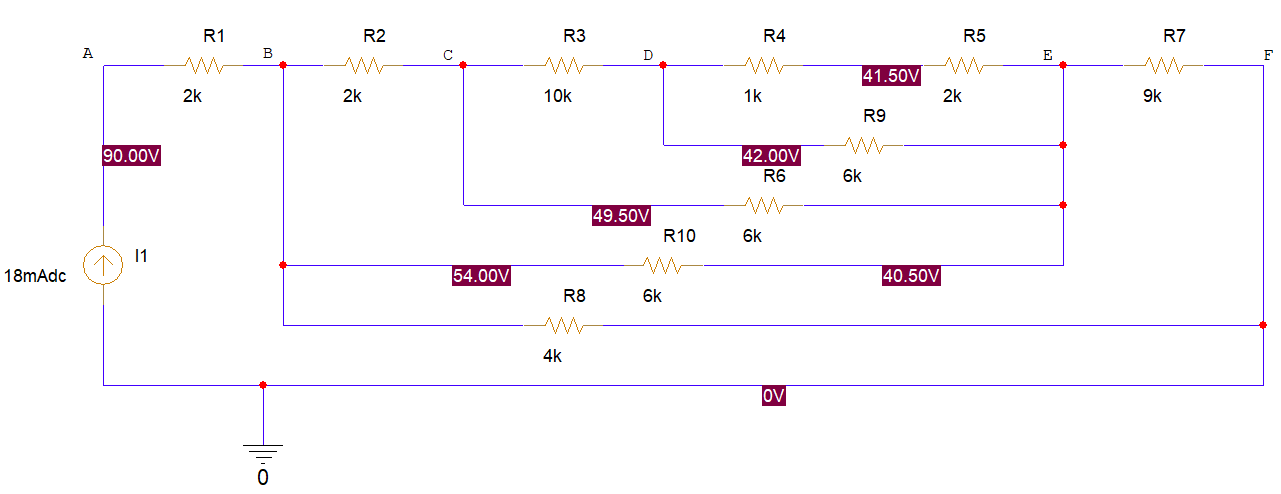 R1 R2 R3 R4 R5 R7
A B C D E F
2k 2k 10k 1k 41.50V 2k 9k
R9
90.00V 42.00V
R6 6k
49.50V
I1 R10 6k
18mAdc 54.00V 40.50V
R8 6k
4k
0V
0